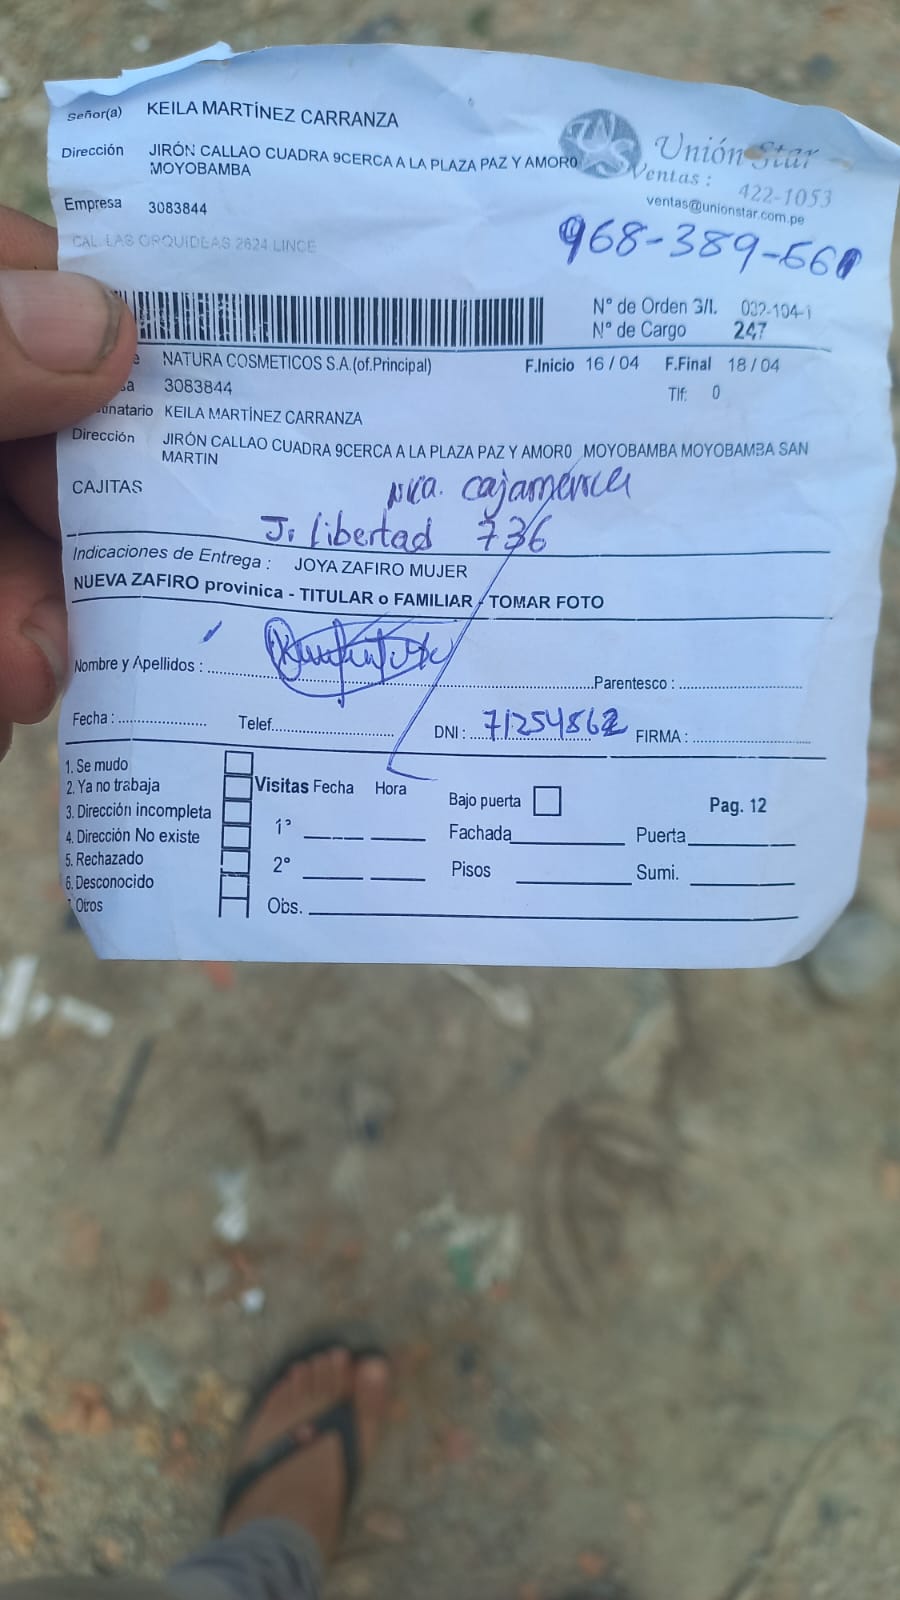 Señor(a) KEILA MARTÍNEZ CARRANZA
Dirección JIRÓN CALLAO CUADRA 9CERCA A LA PLAZA PAZ Y AMOR0
MOYOBAMBA
Empresa 3083844
CAL. LAS ORQUIDEAS 2624 LINCE
Unión Star
Ventas : 422-1053
ventas@unionstar.com.pe
968-389-661
N° de Orden 3/I. 032-104-1
N° de Cargo 247
NATURA COSMETICOS S.A.(of.Principal) F.Inicio 16 / 04 F.Final 18 / 04
3083844 Tlf: 0
KEILA MARTÍNEZ CARRANZA
Dirección JIRÓN CALLAO CUADRA 9CERCA A LA PLAZA PAZ Y AMOR0 MOYOBAMBA MOYOBAMBA SAN
MARTIN
CAJITAS Nva. cajamarca
Jr libertad 736
Indicaciones de Entrega : JOYA ZAFIRO MUJER
NUEVA ZAFIRO provinica - TITULAR o FAMILIAR - TOMAR FOTO
Nombre y Apellidos : Parentesco :
Fecha : Telef. DNI : 71254862 FIRMA :
1. Se mudo
2. Ya no trabaja
3. Dirección incompleta
4. Dirección No existe
5. Rechazado
6. Desconocido
Otros
Visitas Fecha Hora
1°
2°
Obs.
Bajo puerta Pag. 12
Fachada Puerta
Pisos Sumi.